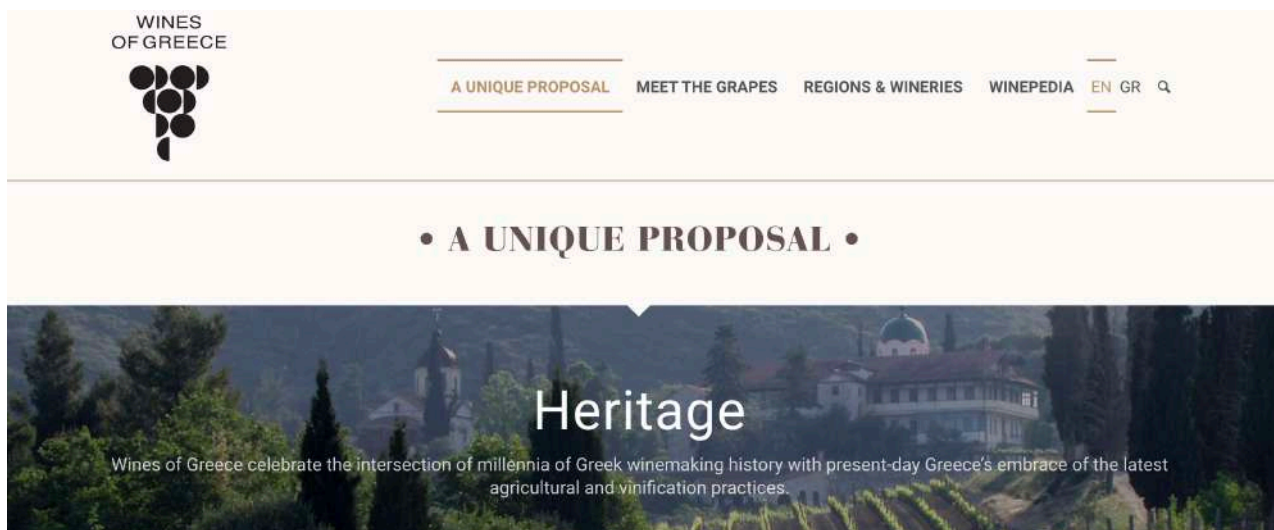 WINES
OF GREECE
A UNIQUE PROPOSAL MEET THE GRAPES REGIONS & WINERIES WINEPEDIA EN GR
• A UNIQUE PROPOSAL •
Heritage
Wines of Greece celebrate the intersection of millennia of Greek winemaking history with present-day Greece's embrace of the latest
agricultural and vinification practices.